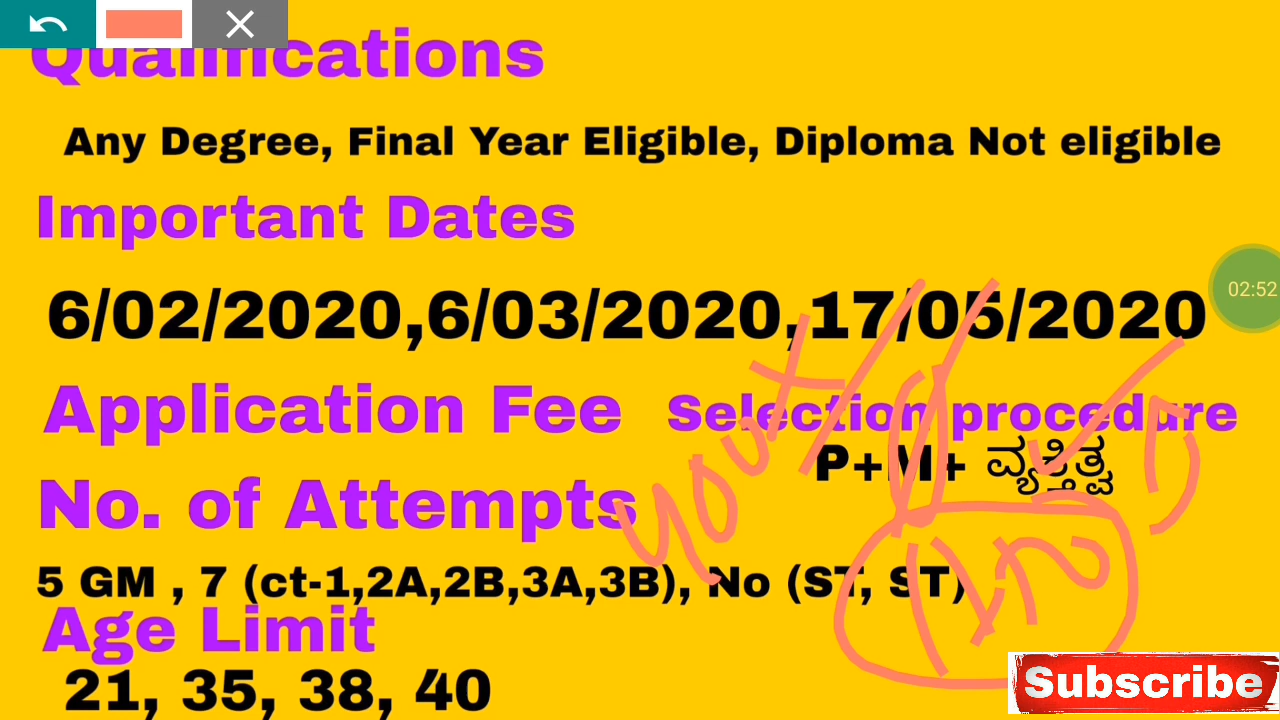 Qualifications
Any Degree, Final Year Eligible, Diploma Not eligible
Important Dates
02:52
6/02/2020,6/03/2020,17/05/2020
Application Fee Selection procedure
P+M+ ವ್ಯಕ್ತಿತ್ವ
No. of Attempts
5 GM , 7 (ct-1,2A,2B,3A,3B), No (ST, ST)
Age Limit
21, 35, 38, 40
Subscribe